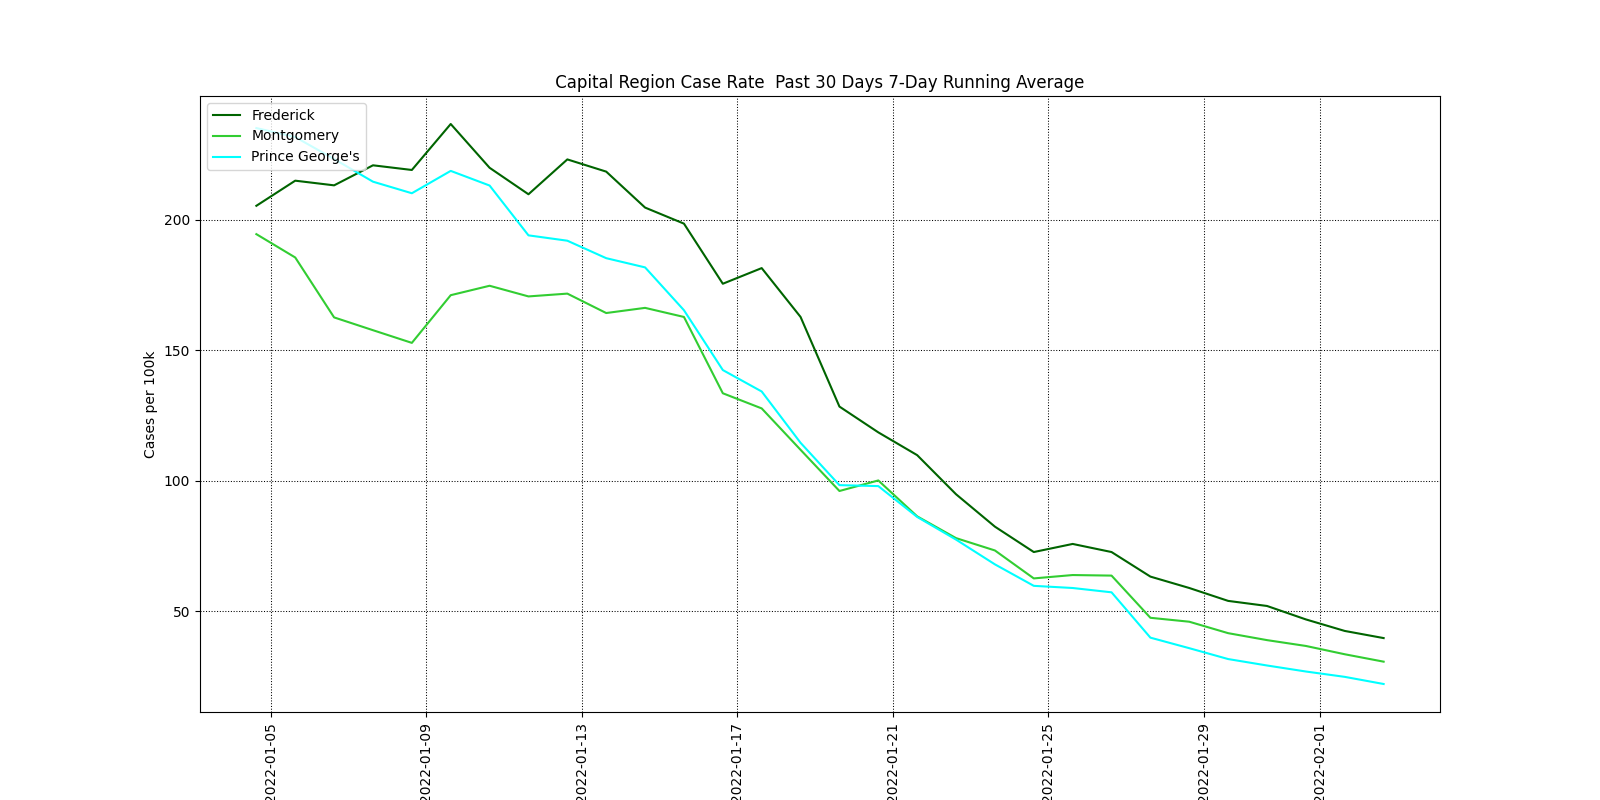 Capital Region Case Rate  Past 30 Days 7-Day Running Average
Frederick
Montgomery
Prince George's
Cases per 100k
200
150
100
50
2022-01-05
2022-01-09
2022-01-13
2022-01-17
2022-01-21
2022-01-25
2022-01-29
2022-02-01